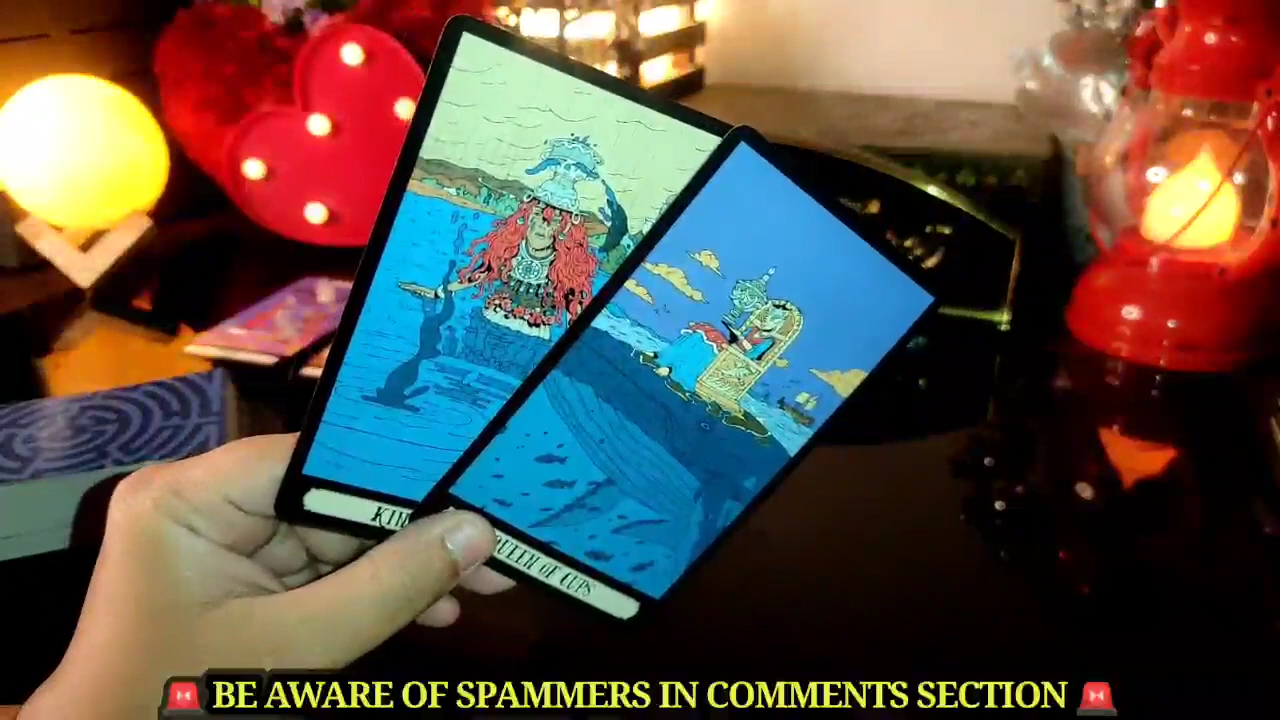 KIN
QUEEN OF CUPS
🚨 BE AWARE OF SPAMMERS IN COMMENTS SECTION 🚨